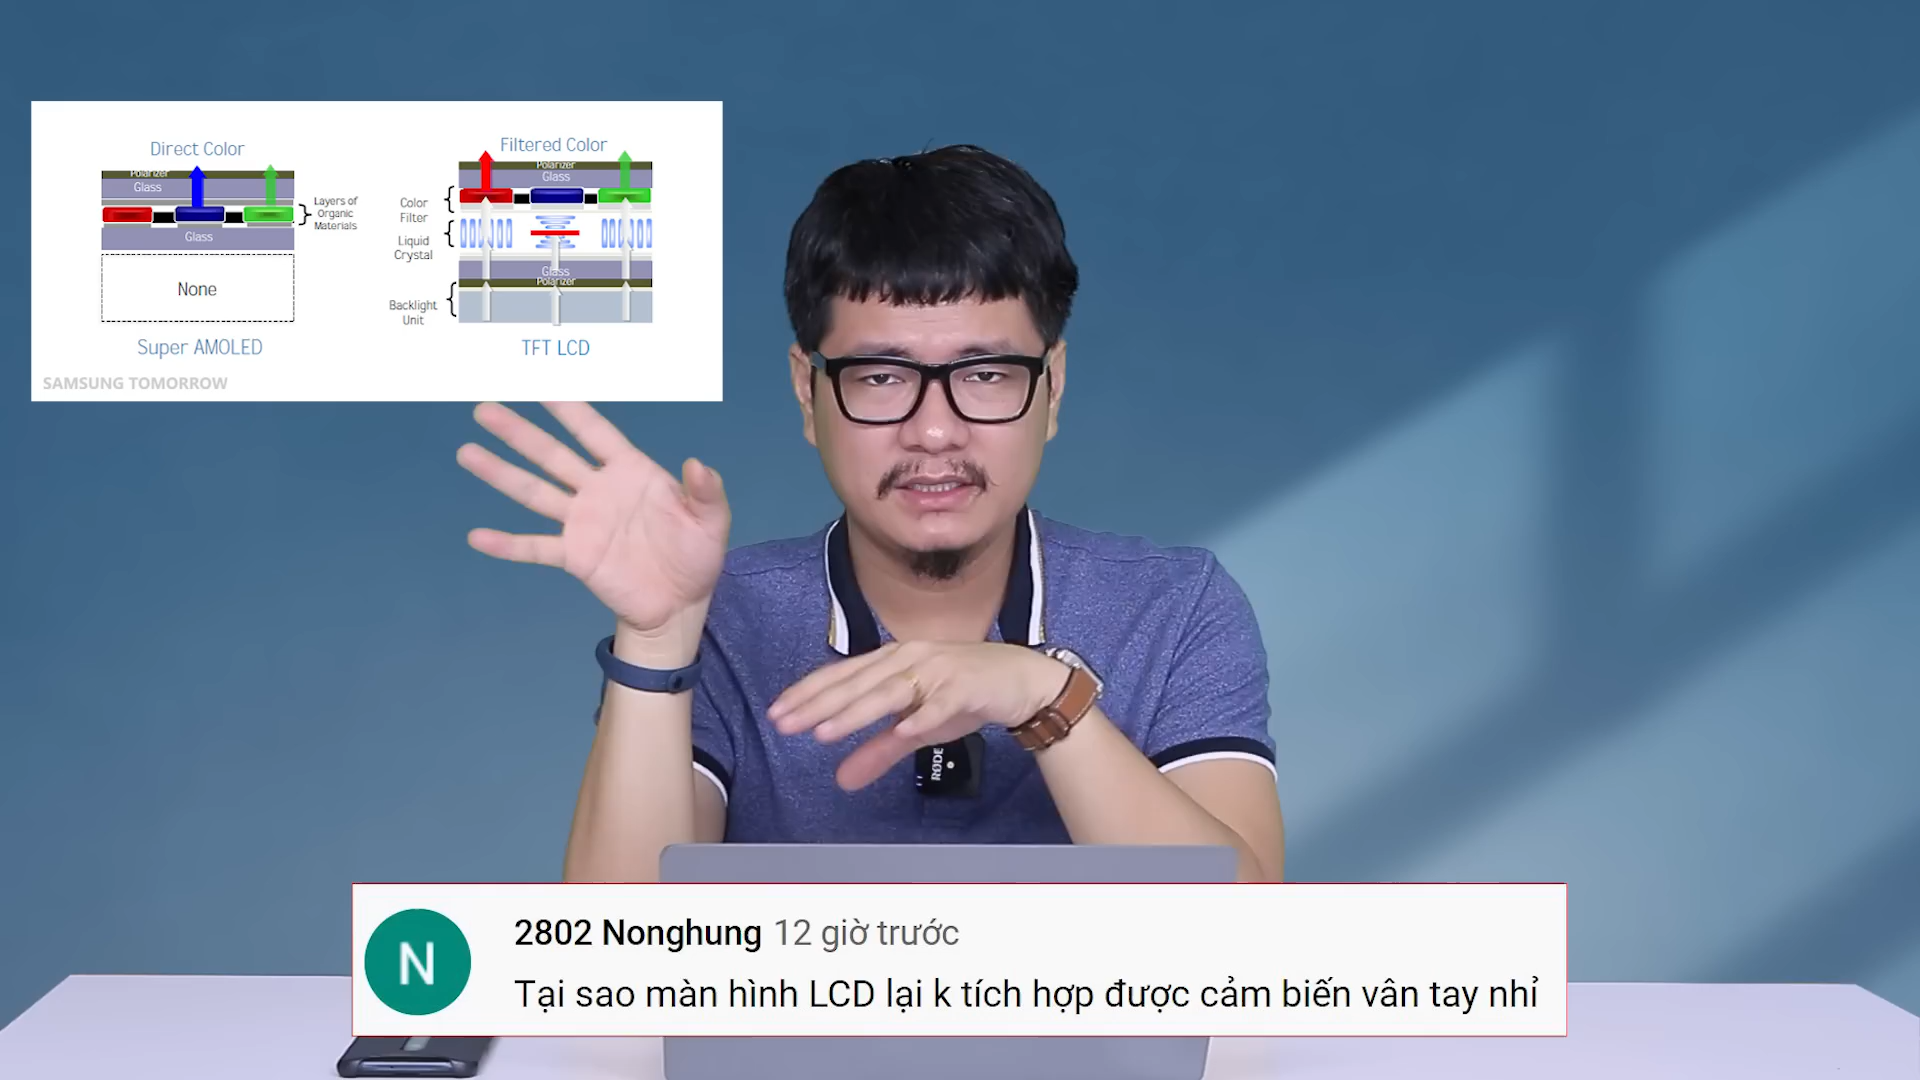 Direct Color
Polarizer
Glass
Layers of
Organic
Materials
Glass
None
Super AMOLED
Filtered Color
Polarizer
Glass
Color
Filter
Liquid
Crystal
Glass
Polarizer
Backlight
Unit
TFT LCD
SAMSUNG TOMORROW
RØDE
N
2802 Nonghung 12 giờ trước
Tại sao màn hình LCD lại k tích hợp được cảm biến vân tay nhỉ